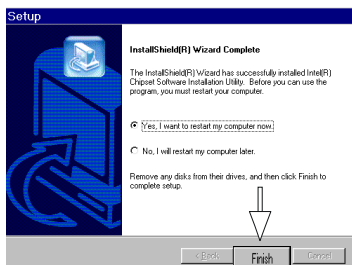 Setup
InstallShield(R) Wizard Complete
The InstallShield(R) Wizard has successfully installed Intel(R)
Chipset Software Installation Utility. Before you can use the
program, you must restart your computer.
Yes, I want to restart my computer now.
No, I will restart my computer later.
Remove any disks from their drives, and then click Finish to
complete setup.
< Back
Finish
Cancel